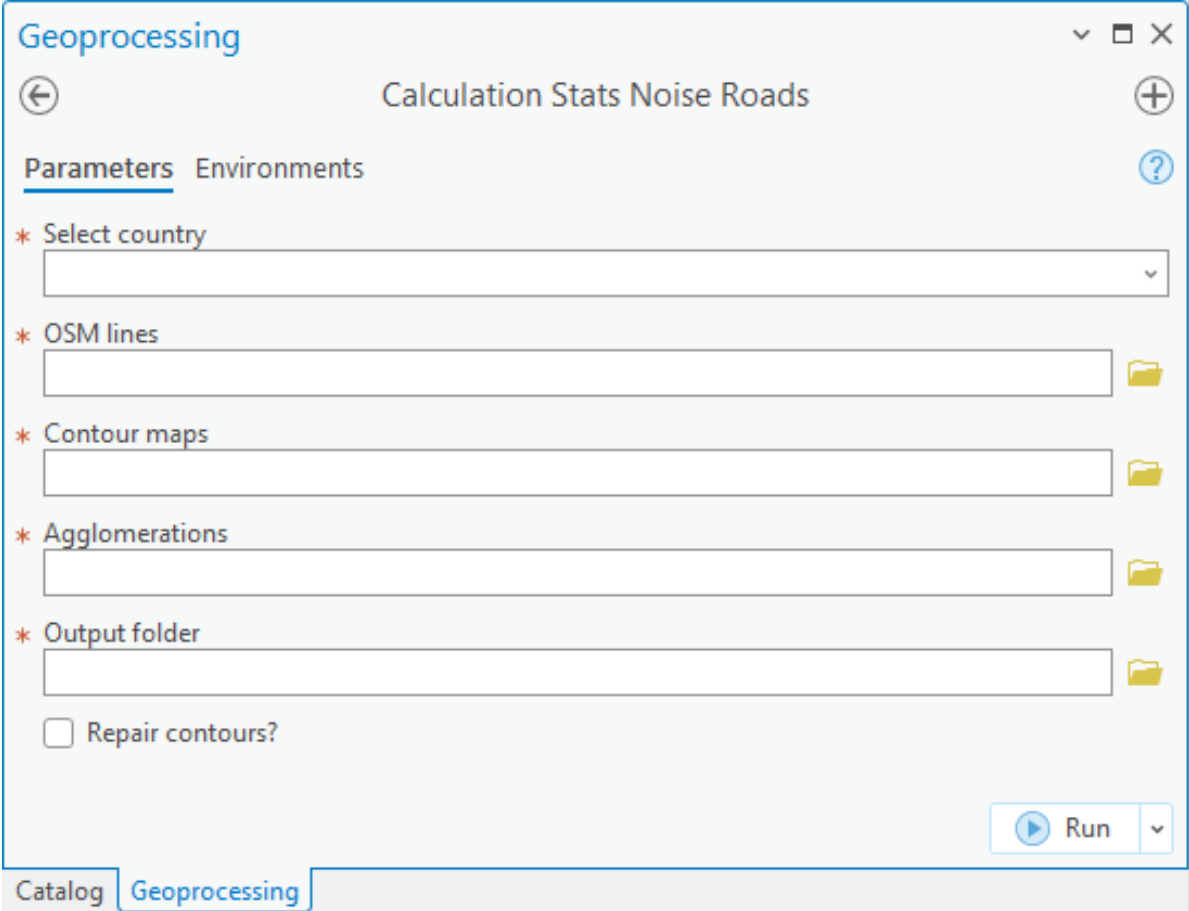 Geoprocessing
Calculation Stats Noise Roads
Parameters Environments
* Select country
* OSM lines
* Contour maps
* Agglomerations
* Output folder
Repair contours?
Run
Catalog Geoprocessing